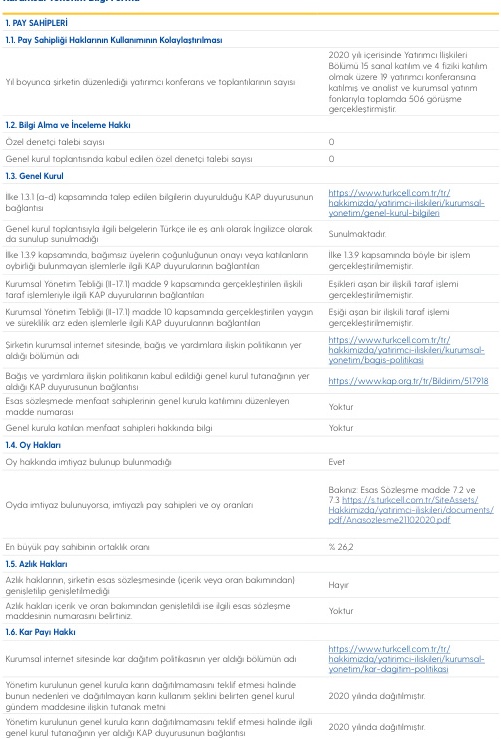 Kurumsal Yönetim Bilgi Formu
1. PAY SAHİPLERİ
1.1. Pay Sahipliği Haklarının Kullanımının Kolaylaştırılması
Yıl boyunca şirketin düzenlediği yatırımcı konferans ve toplantılarının sayısı
2020 yılı içerisinde Yatırımcı İlişkileri
Bölümü 15 sanal katılım ve 4 fiziki katılım
olmak üzere 19 yatırımcı konferansına
katılmış ve analist ve kurumsal yatırım
fonlarıyla toplamda 506 görüşme
gerçekleştirmiştir.
1.2. Bilgi Alma ve İnceleme Hakkı
Özel denetçi talebi sayısı
0
Genel kurul toplantısında kabul edilen özel denetçi talebi sayısı
0
1.3. Genel Kurul
İlke 1.3.1 (a-d) kapsamında talep edilen bilgilerin duyurulduğu KAP duyurusunun
bağlantısı
https://www.turkcell.com.tr/tr/
hakkimizda/yatirimci-iliskileri/kurumsal-
yonetim/genel-kurul-bilgileri
Genel kurul toplantısıyla ilgili belgelerin Türkçe ile eş anlı olarak İngilizce olarak
da sunulup sunulmadığı
Sunulmaktadır.
İlke 1.3.9 kapsamında, bağımsız üyelerin çoğunluğunun onayı veya katılanların
oybirliği bulunmayan işlemlerle ilgili KAP duyurularının bağlantıları
İlke 1.3.9 kapsamında böyle bir işlem
gerçekleştirilmemiştir.
Kurumsal Yönetim Tebliği (II-17.1) madde 9 kapsamında gerçekleştirilen ilişkili
taraf işlemleriyle ilgili KAP duyurularının bağlantıları
Eşikleri aşan bir ilişkili taraf işlemi
gerçekleştirilmemiştir.
Kurumsal Yönetim Tebliği (II-17.1) madde 10 kapsamında gerçekleştirilen yaygın
ve süreklilik arz eden işlemlerle ilgili KAP duyurularının bağlantıları
Eşiği aşan bir ilişkili taraf işlemi
gerçekleştirilmemiştir.
Şirketin kurumsal internet sitesinde, bağış ve yardımlara ilişkin politikanın yer
aldığı bölümün adı
https://www.turkcell.com.tr/tr/
hakkimizda/yatirimci-iliskileri/kurumsal-
yonetim/bagis-politikasi
Bağış ve yardımlara ilişkin politikanın kabul edildiği genel kurul tutanağının yer
aldığı KAP duyurusunun bağlantısı
https://www.kap.org.tr/tr/Bildirim/517918
Esas sözleşmede menfaat sahiplerinin genel kurula katılımını düzenleyen
madde numarası
Yoktur
Genel kurula katılan menfaat sahipleri hakkında bilgi
Yoktur
1.4. Oy Hakları
Oy hakkında imtiyaz bulunup bulunmadığı
Evet
Oyda imtiyaz bulunuyorsa, imtiyazlı pay sahipleri ve oy oranları
Bakınız: Esas Sözleşme madde 7.2 ve
7.3 https://s.turkcell.com.tr/SiteAssets/
Hakkimizda/yatirimci-iliskileri/documents/
pdf/Anasozlesme21102020.pdf
En büyük pay sahibinin ortaklık oranı
% 26,2
1.5. Azlık Hakları
Azlık haklarının, şirketin esas sözleşmesinde (içerik veya oran bakımından)
genişletilip genişletilmediği
Hayır
Azlık hakları içerik ve oran bakımından genişletildi ise ilgili esas sözleşme
maddesinin numarasını belirtiniz.
Yoktur
1.6. Kar Payı Hakkı
Kurumsal internet sitesinde kar dağıtım politikasının yer aldığı bölümün adı
https://www.turkcell.com.tr/tr/
hakkimizda/yatirimci-iliskileri/kurumsal-
yonetim/kar-dagitim-politikasi
Yönetim kurulunun genel kurula karın dağıtılmamasını teklif etmesi halinde
bunun nedenleri ve dağıtılmayan karın kullanım şeklini belirten genel kurul
gündem maddesine ilişkin tutanak metni
2020 yılında dağıtılmıştır.
Yönetim kurulunun genel kurula karın dağıtılmamasını teklif etmesi halinde ilgili
genel kurul tutanağının yer aldığı KAP duyurusunun bağlantısı
2020 yılında dağıtılmıştır.